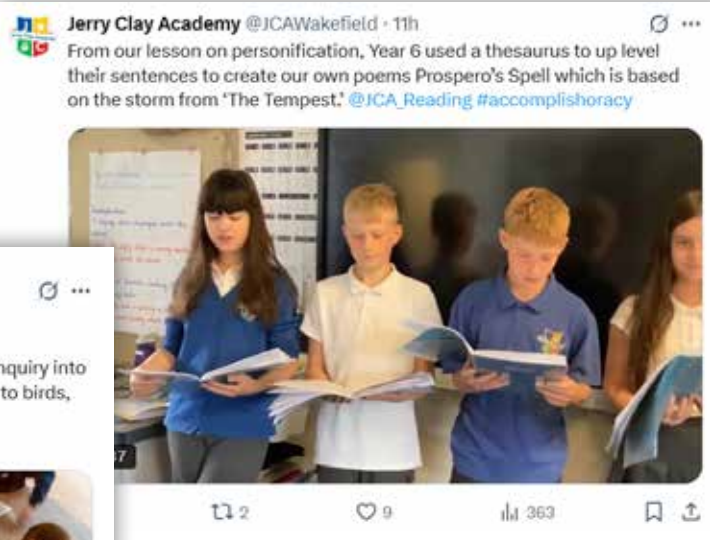 Jerry Clay Academy @JCAWakefield · 11h
From our lesson on personification, Year 6 used a thesaurus to up level
their sentences to create our own poems Prospero's Spell which is based
on the storm from 'The Tempest.' @JCA_Reading #accomplishoracy
nquiry into
to birds,
7
2
9
363